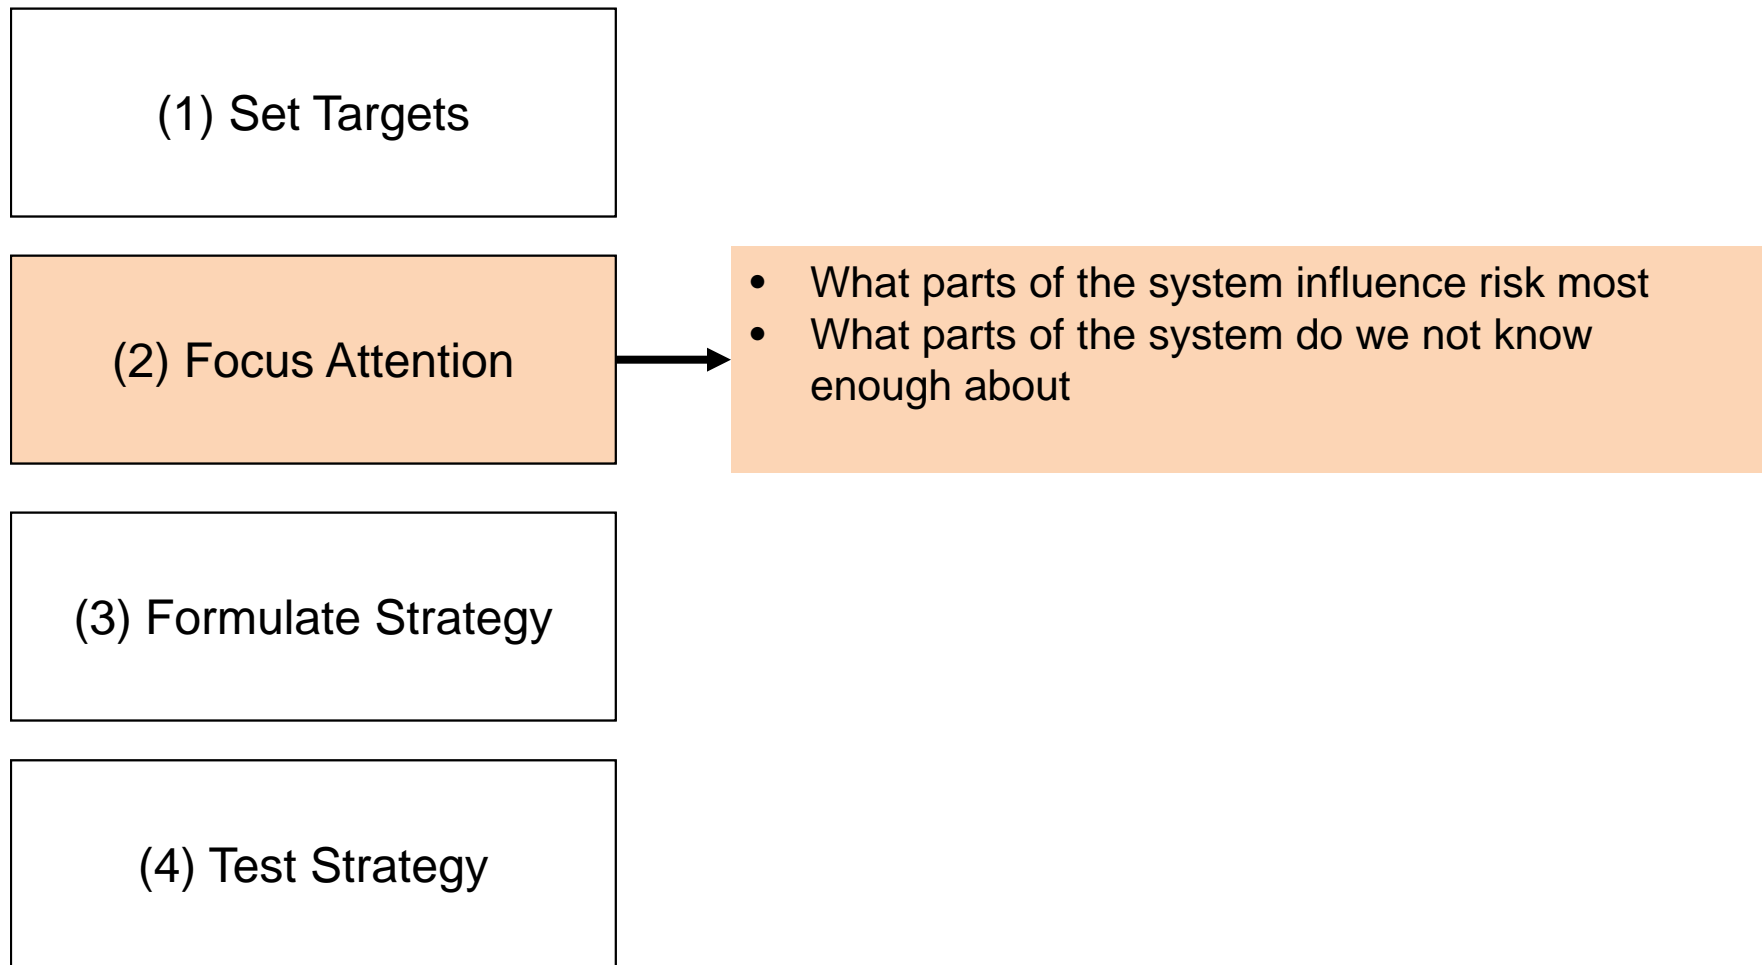 (1) Set Targets
(2) Focus Attention
• What parts of the system influence risk most
• What parts of the system do we not know
enough about
(3) Formulate Strategy
(4) Test Strategy